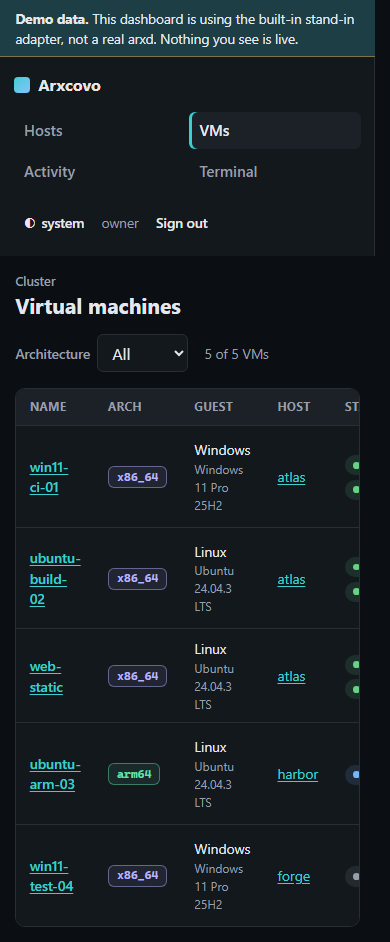 Demo data. This dashboard is using the built-in stand-in
adapter, not a real arxd. Nothing you see is live.
Arxcovo
Hosts
VMs
Activity
Terminal
system owner Sign out
Cluster
Virtual machines
Architecture All 5 of 5 VMs
NAME ARCH GUEST HOST ST
win11-
ci-01
x86_64
Windows
Windows
11 Pro
25H2
atlas
ubuntu-
build-
02
x86_64
Linux
Ubuntu
24.04.3
LTS
atlas
web-
static
x86_64
Linux
Ubuntu
24.04.3
LTS
atlas
ubuntu-
arm-03
arm64
Linux
Ubuntu
24.04.3
LTS
harbor
win11-
test-04
x86_64
Windows
Windows
11 Pro
25H2
forge